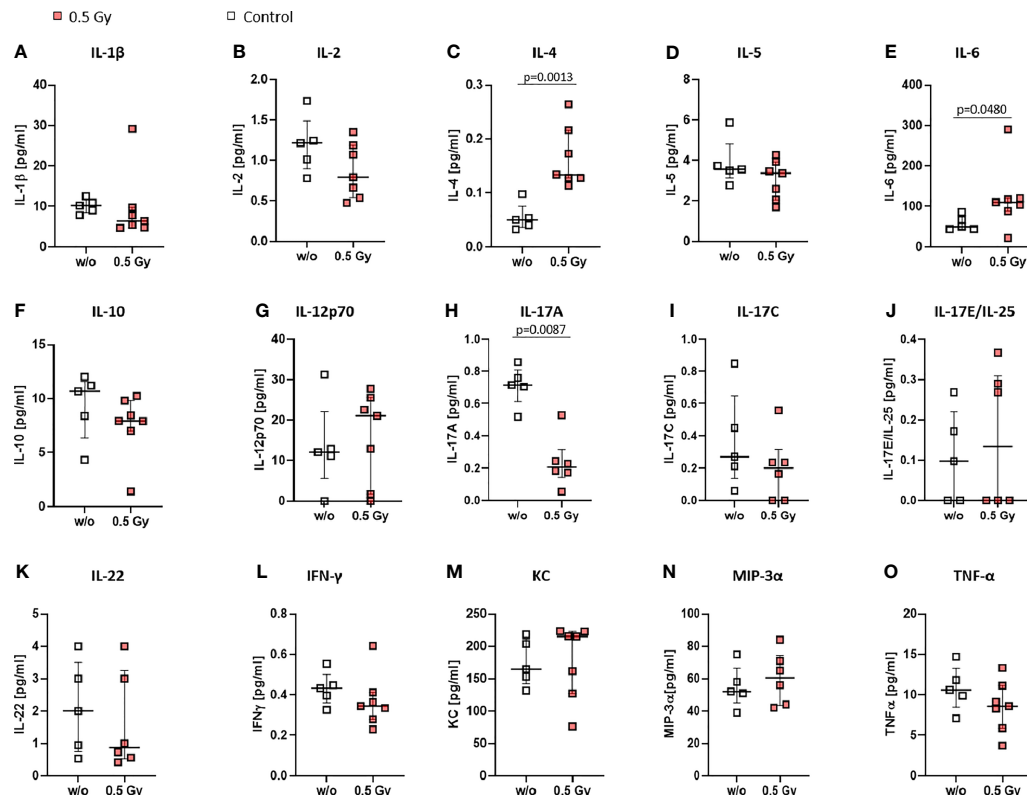 0.5 Gy Control
A IL-1β
40
30
20
10
0
IL-1β [pg/ml]
w/o 0.5 Gy
B IL-2
2.0
1.5
1.0
0.5
0.0
IL-2 [pg/ml]
w/o 0.5 Gy
C IL-4
p=0.0013
0.3
0.2
0.1
0.0
IL-4 [pg/ml]
w/o 0.5 Gy
D IL-5
8
6
4
2
0
IL-5 [pg/ml]
w/o 0.5 Gy
E IL-6
400
300
200
100
0
p=0.0480
IL-6 [pg/ml]
w/o 0.5 Gy
F IL-10
15
10
5
0
IL-10 [pg/ml]
w/o 0.5 Gy
G IL-12p70
40
30
20
10
0
IL-12p70 [pg/ml]
w/o 0.5 Gy
H IL-17A
p=0.0087
1.0
0.8
0.6
0.4
0.2
0.0
IL-17A [pg/ml]
w/o 0.5 Gy
I IL-17C
1.0
0.8
0.6
0.4
0.2
0.0
IL-17C [pg/ml]
w/o 0.5 Gy
J IL-17E/IL-25
0.4
0.3
0.2
0.1
0.0
IL-17E/IL-25 [pg/ml]
w/o 0.5 Gy
K IL-22
5
4
3
2
1
0
IL-22 [pg/ml]
w/o 0.5 Gy
L IFN-γ
0.8
0.6
0.4
0.2
0.0
IFNγ [pg/ml]
w/o 0.5 Gy
M KC
250
200
150
100
50
0
KC [pg/ml]
w/o 0.5 Gy
N MIP-3α
100
80
60
40
20
0
MIP-3α[pg/ml]
w/o 0.5 Gy
O TNF-α
20
15
10
5
0
TNFα [pg/ml]
w/o 0.5 Gy